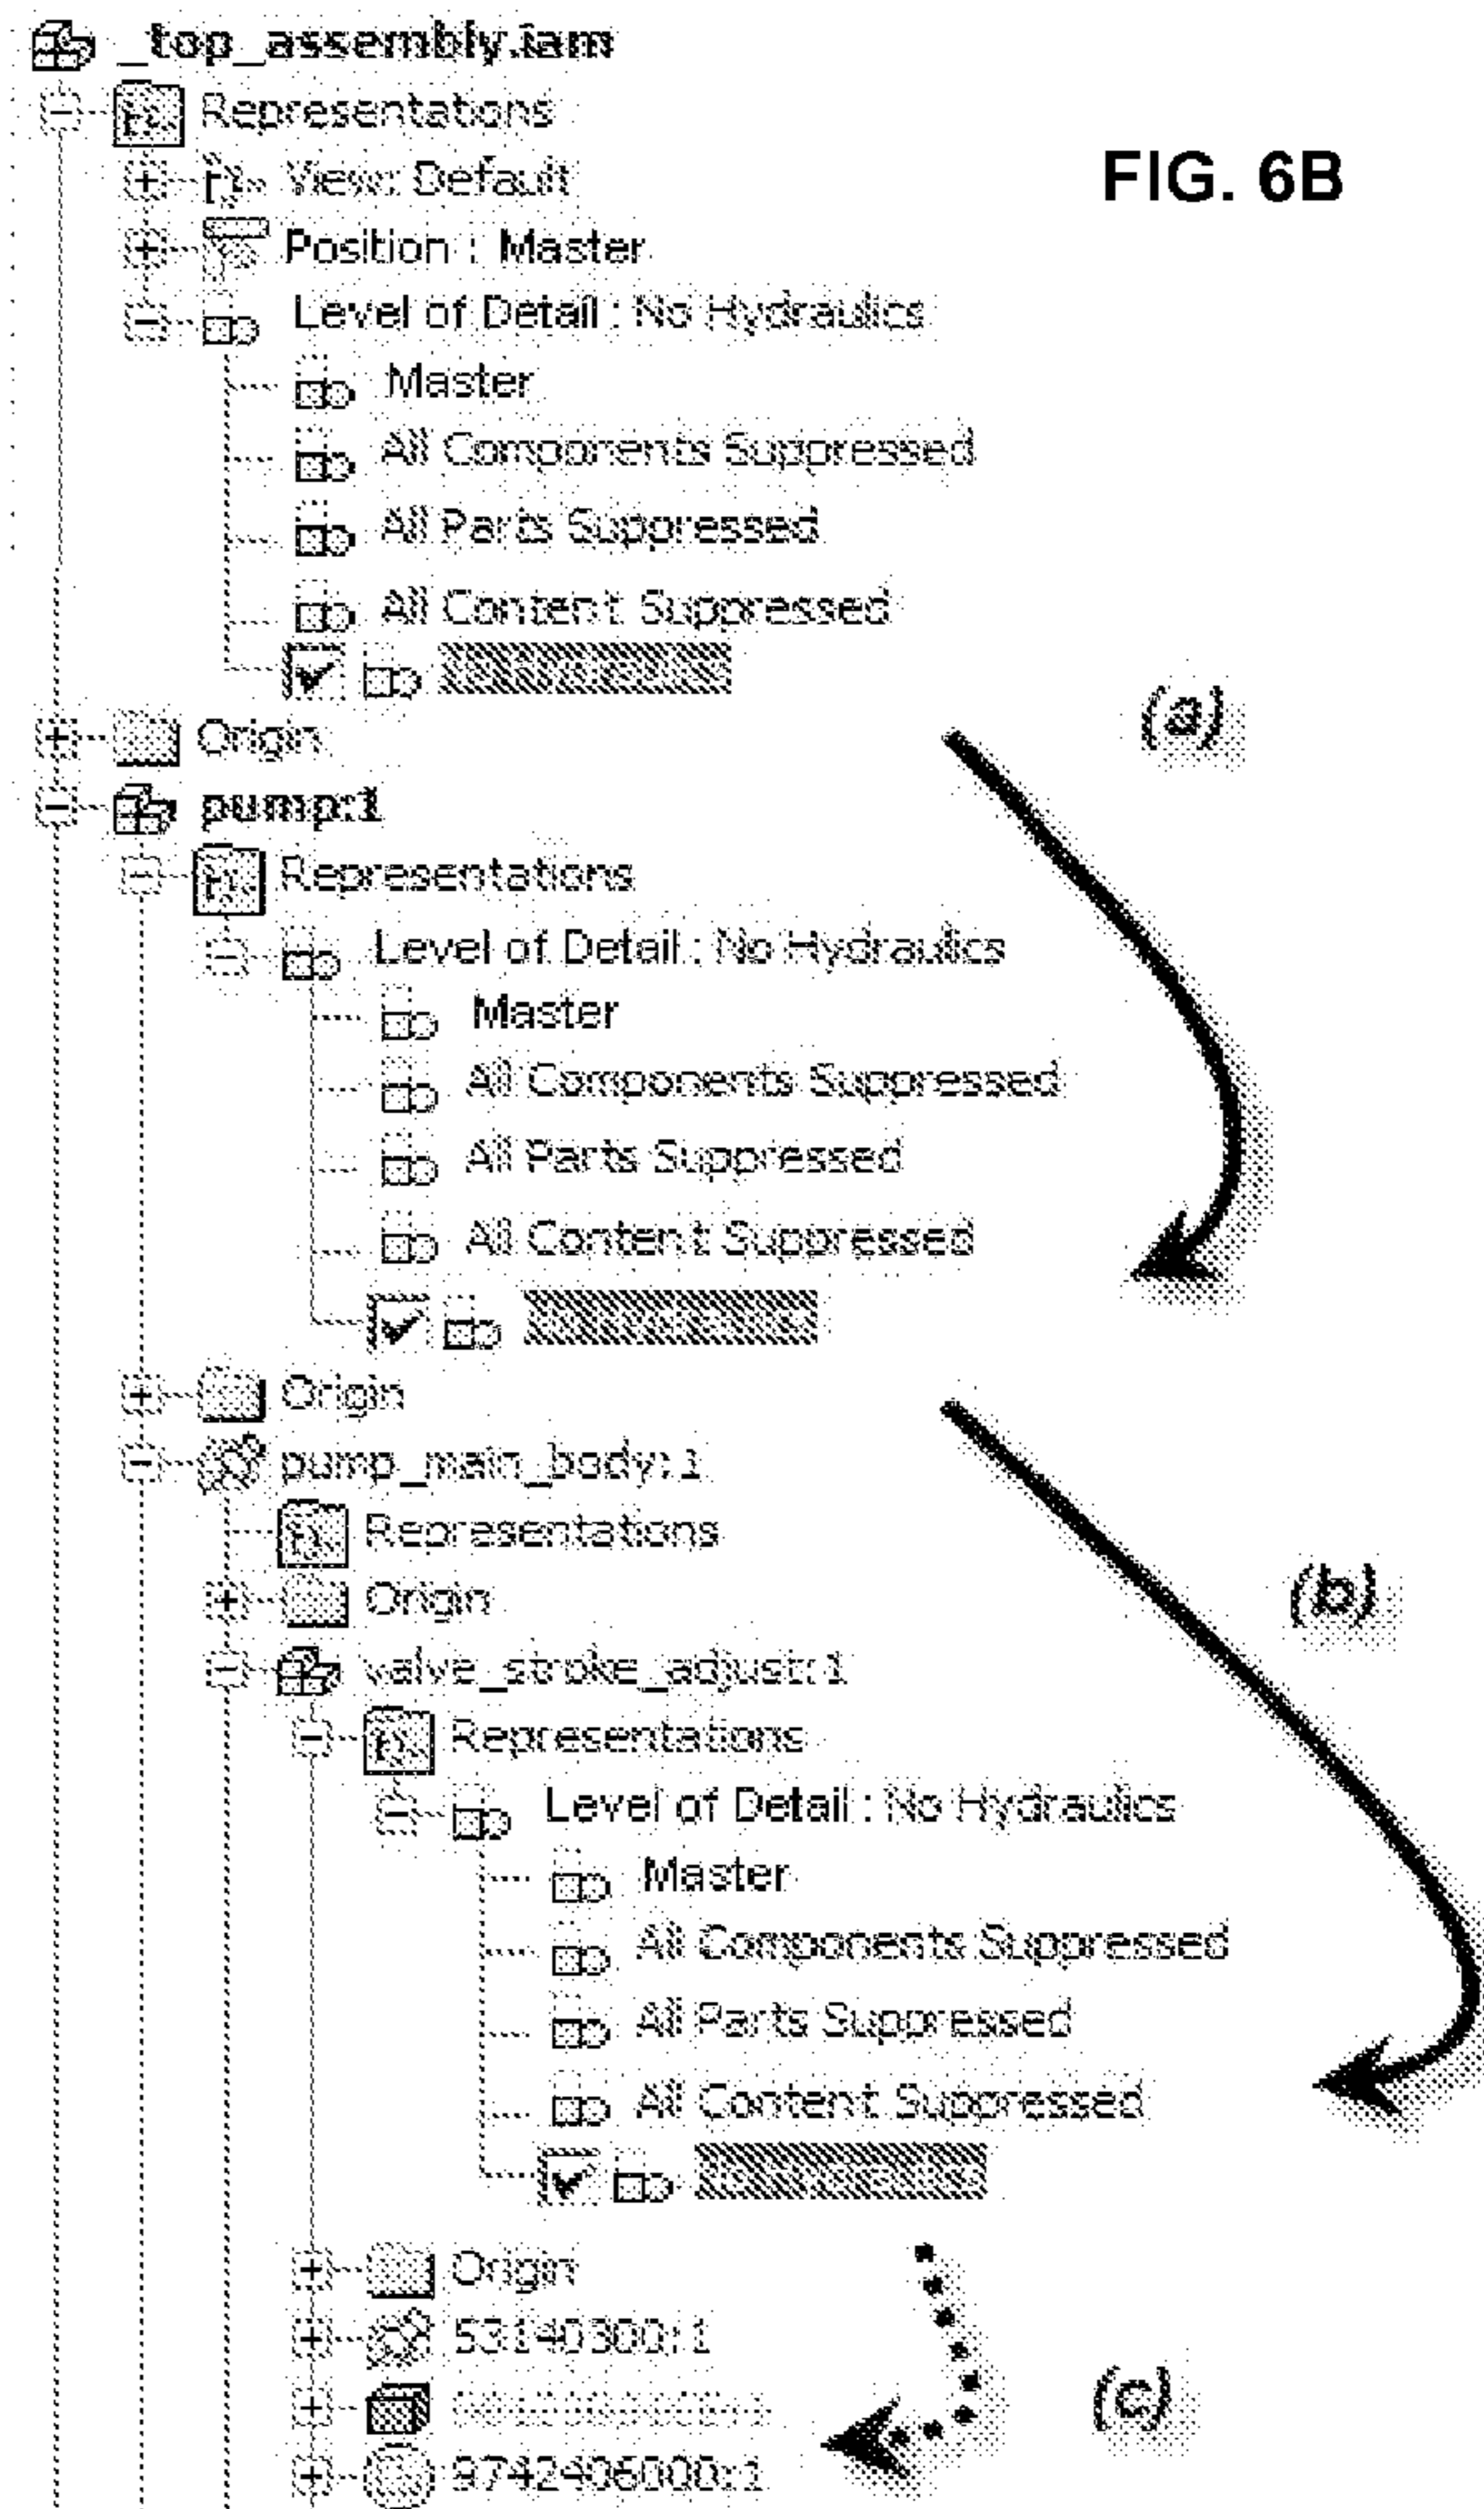 _top_assembly.iam
Representations
FIG. 6B
View: Default
Position : Master
Level of Detail : No Hydraulics
Master
All Components Suppressed
All Parts Suppressed
All Content Suppressed
(a)
Origin
pump:1
Representations
Level of Detail : No Hydraulics
Master
All Components Suppressed
All Parts Suppressed
All Content Suppressed
Origin
pump_main_body:1
Representations
(b)
Origin
valve_stroke_adjust:1
Representations
Level of Detail : No Hydraulics
Master
All Components Suppressed
All Parts Suppressed
All Content Suppressed
Origin
53140300:1
(c)
9742406000:1